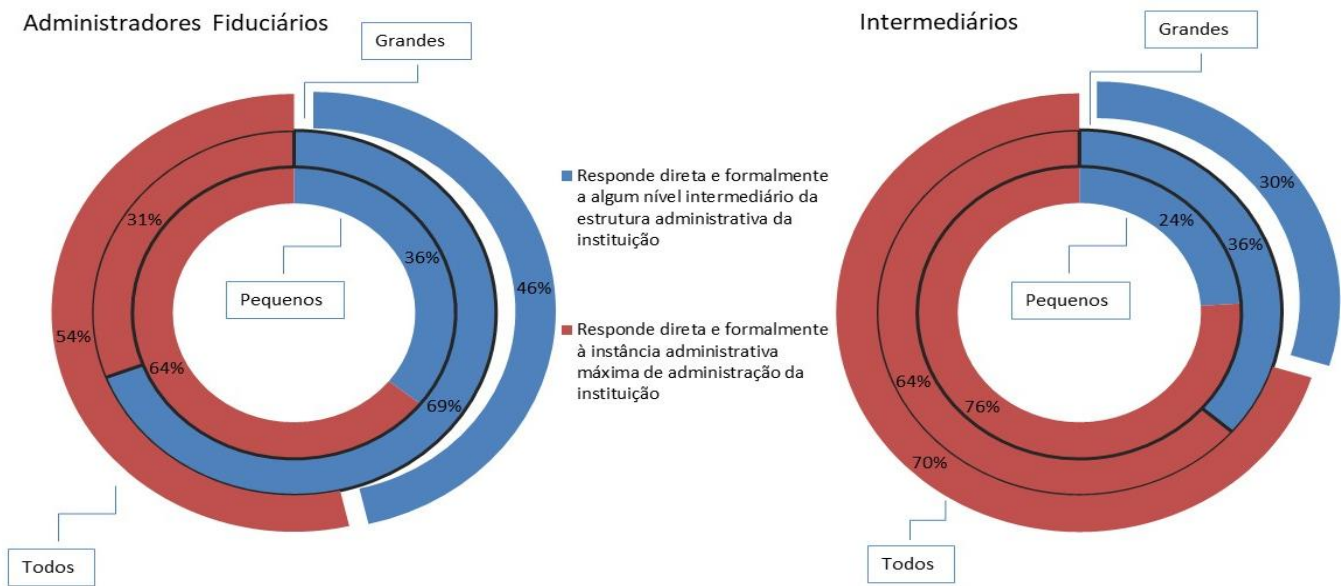 Administradores Fiduciários
Grandes
31%
36%
Pequenos
46%
54%
64%
69%
Todos
Responde direta e formalmente
a algum nível intermediário da
estrutura administrativa da
instituição
Responde direta e formalmente
à instância administrativa
máxima de administração da
instituição
Intermediários
Grandes
30%
24%
36%
Pequenos
64%
76%
70%
Todos